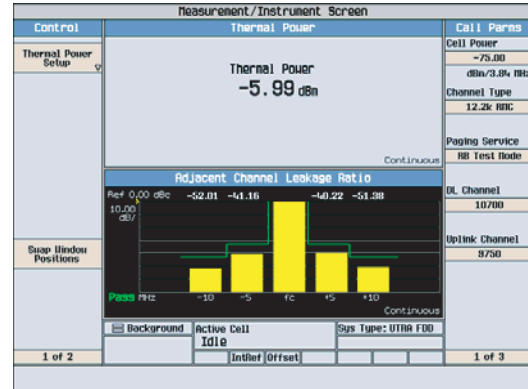 Measurement/Instrument Screen
Control
Thermal Power
Call Parms
Thermal Power
Setup
Thermal Power
-5.99 dBm
Continuous
Cell Power
-75.00
dBm/3.84 MHz
Channel Type
12.2k RMC
Paging Service
RB Test Mode
DL Channel
10700
Uplink Channel
9750
Adjacent Channel Leakage Ratio
Ref 0.00 dBc
-52.01 -41.16 -40.22 -51.38
10.00
dB/
Pass MHz -10 -5 fc +5 +10
Continuous
Swap Window
Positions
Background
Active Cell
Idle
Sys Type: UTRA FDD
IntRef Offset
1 of 2
1 of 3